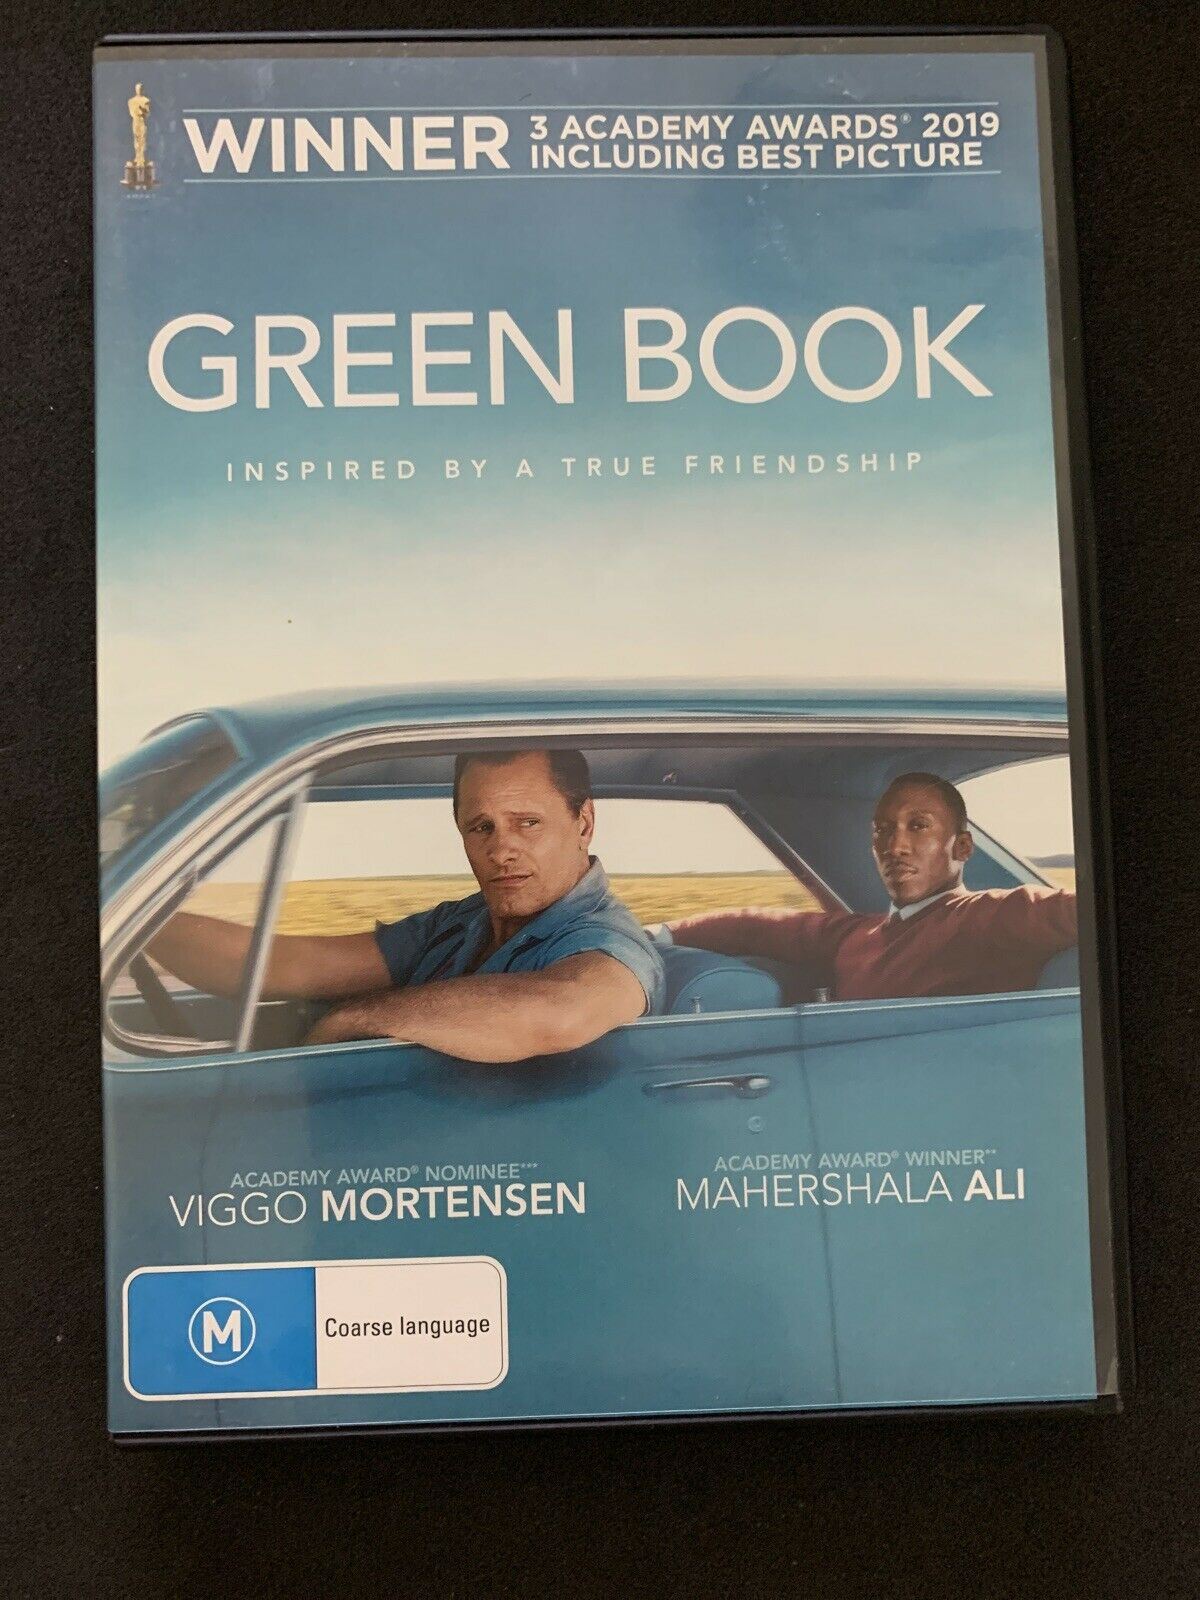 WINNER
3 ACADEMY AWARDS® 2019
INCLUDING BEST PICTURE
GREEN BOOK
INSPIRED BY A TRUE FRIENDSHIP
ACADEMY AWARD® NOMINEE***
VIGGO MORTENSEN
ACADEMY AWARD® WINNER**
MAHERSHALA ALI
M
Coarse language